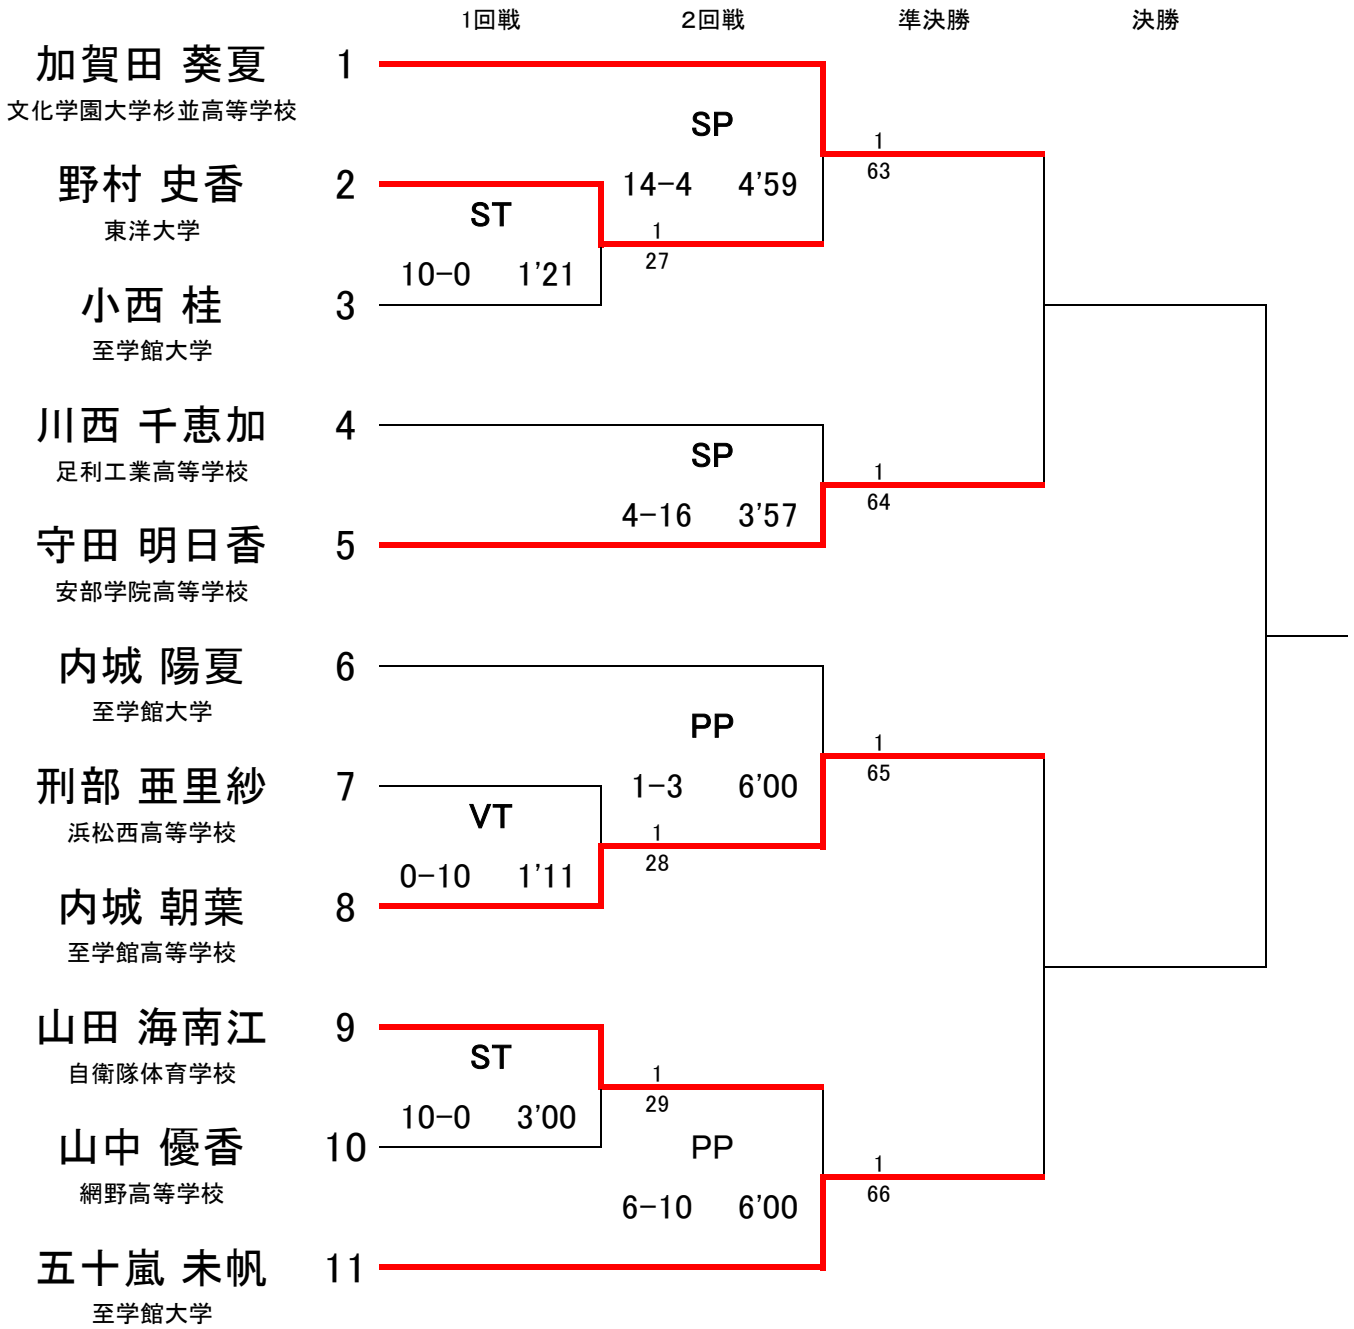 1回戦
２回戦
準決勝
決勝
加賀田 葵夏 1
文化学園大学杉並高等学校
SP
1
63
野村 史香 2
14−4 4’59
ST
東洋大学
1
27
10−0 1’21
小西 桂 3
至学館大学
川西 千恵加 4
SP
足利工業高等学校
1
64
4−16 3’57
守田 明日香 5
安部学院高等学校
内城 陽夏 6
至学館大学
PP
1
65
刑部 亜里紗 7
1−3 6’00
VT
浜松西高等学校
1
28
0−10 1’11
内城 朝葉 8
至学館高等学校
山田 海南江 9
ST
自衛隊体育学校
1
29
10−0 3’00
山中 優香 10
PP
網野高等学校
1
66
6−10 6’00
五十嵐 未帆 11
至学館大学